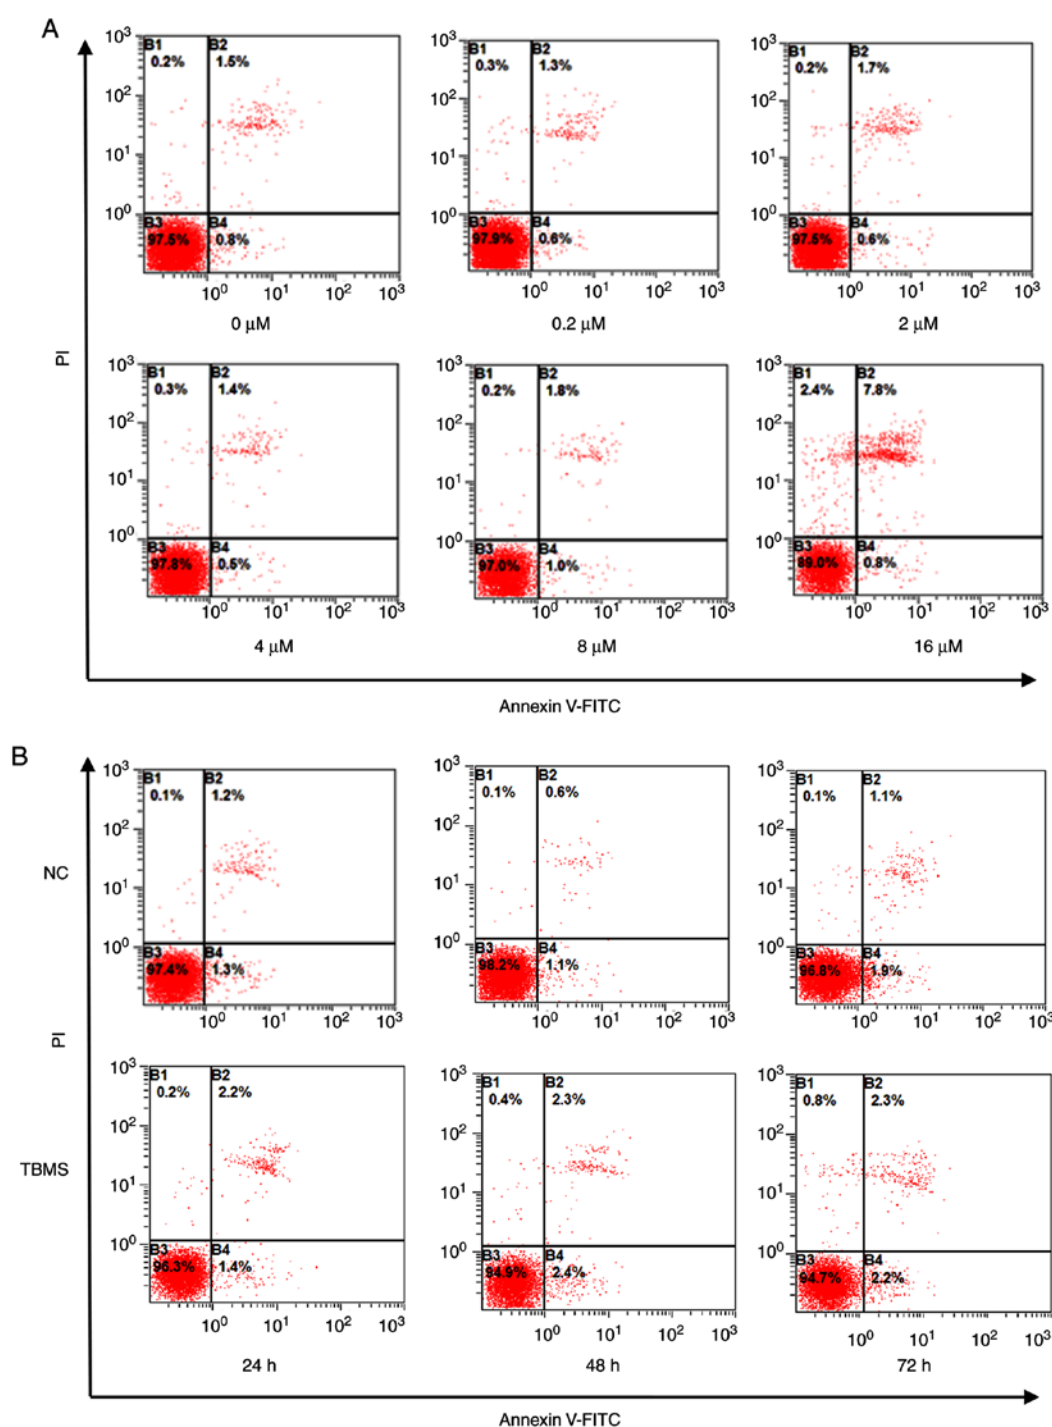 A
PI
10³
10²
10¹
10⁰
B1
0.2%
B2
1.5%
B3
97.5%
B4
0.8%
10⁰ 10¹ 10² 10³
0 μM
10³
10²
10¹
10⁰
B1
0.3%
B2
1.3%
B3
97.9%
B4
0.6%
10⁰ 10¹ 10² 10³
0.2 μM
10³
10²
10¹
10⁰
B1
0.2%
B2
1.7%
B3
97.5%
B4
0.6%
10⁰ 10¹ 10² 10³
2 μM
10³
10²
10¹
10⁰
B1
0.3%
B2
1.4%
B3
97.8%
B4
0.5%
10⁰ 10¹ 10² 10³
4 μM
10³
10²
10¹
10⁰
B1
0.2%
B2
1.8%
B3
97.0%
B4
1.0%
10⁰ 10¹ 10² 10³
8 μM
10³
10²
10¹
10⁰
B1
2.4%
B2
7.8%
B3
89.0%
B4
0.8%
10⁰ 10¹ 10² 10³
16 μM
Annexin V-FITC
B
PI
NC
10³
10²
10¹
10⁰
B1
0.1%
B2
1.2%
B3
97.4%
B4
1.3%
10⁰ 10¹ 10² 10³
10³
10²
10¹
10⁰
B1
0.1%
B2
0.6%
B3
98.2%
B4
1.1%
10⁰ 10¹ 10² 10³
10³
10²
10¹
10⁰
B1
0.1%
B2
1.1%
B3
96.8%
B4
1.9%
10⁰ 10¹ 10² 10³
TBMS
10³
10²
10¹
10⁰
B1
0.2%
B2
2.2%
B3
96.3%
B4
1.4%
10⁰ 10¹ 10² 10³
24 h
10³
10²
10¹
10⁰
B1
0.4%
B2
2.3%
B3
94.9%
B4
2.4%
10⁰ 10¹ 10² 10³
48 h
10³
10²
10¹
10⁰
B1
0.8%
B2
2.3%
B3
94.7%
B4
2.2%
10⁰ 10¹ 10² 10³
72 h
Annexin V-FITC